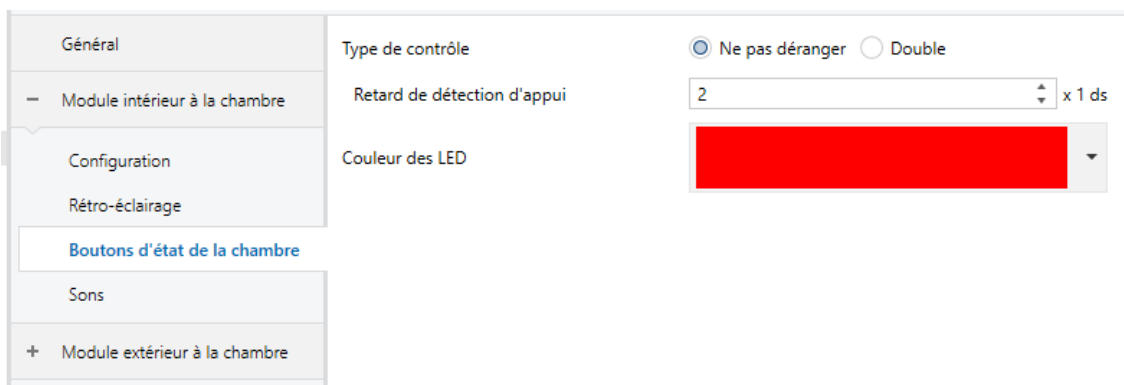 Général
− Module intérieur à la chambre
Configuration
Rétro-éclairage
Boutons d'état de la chambre
Sons
+ Module extérieur à la chambre
Type de contrôle Ne pas déranger Double
Retard de détection d'appui 2 x 1 ds
Couleur des LED